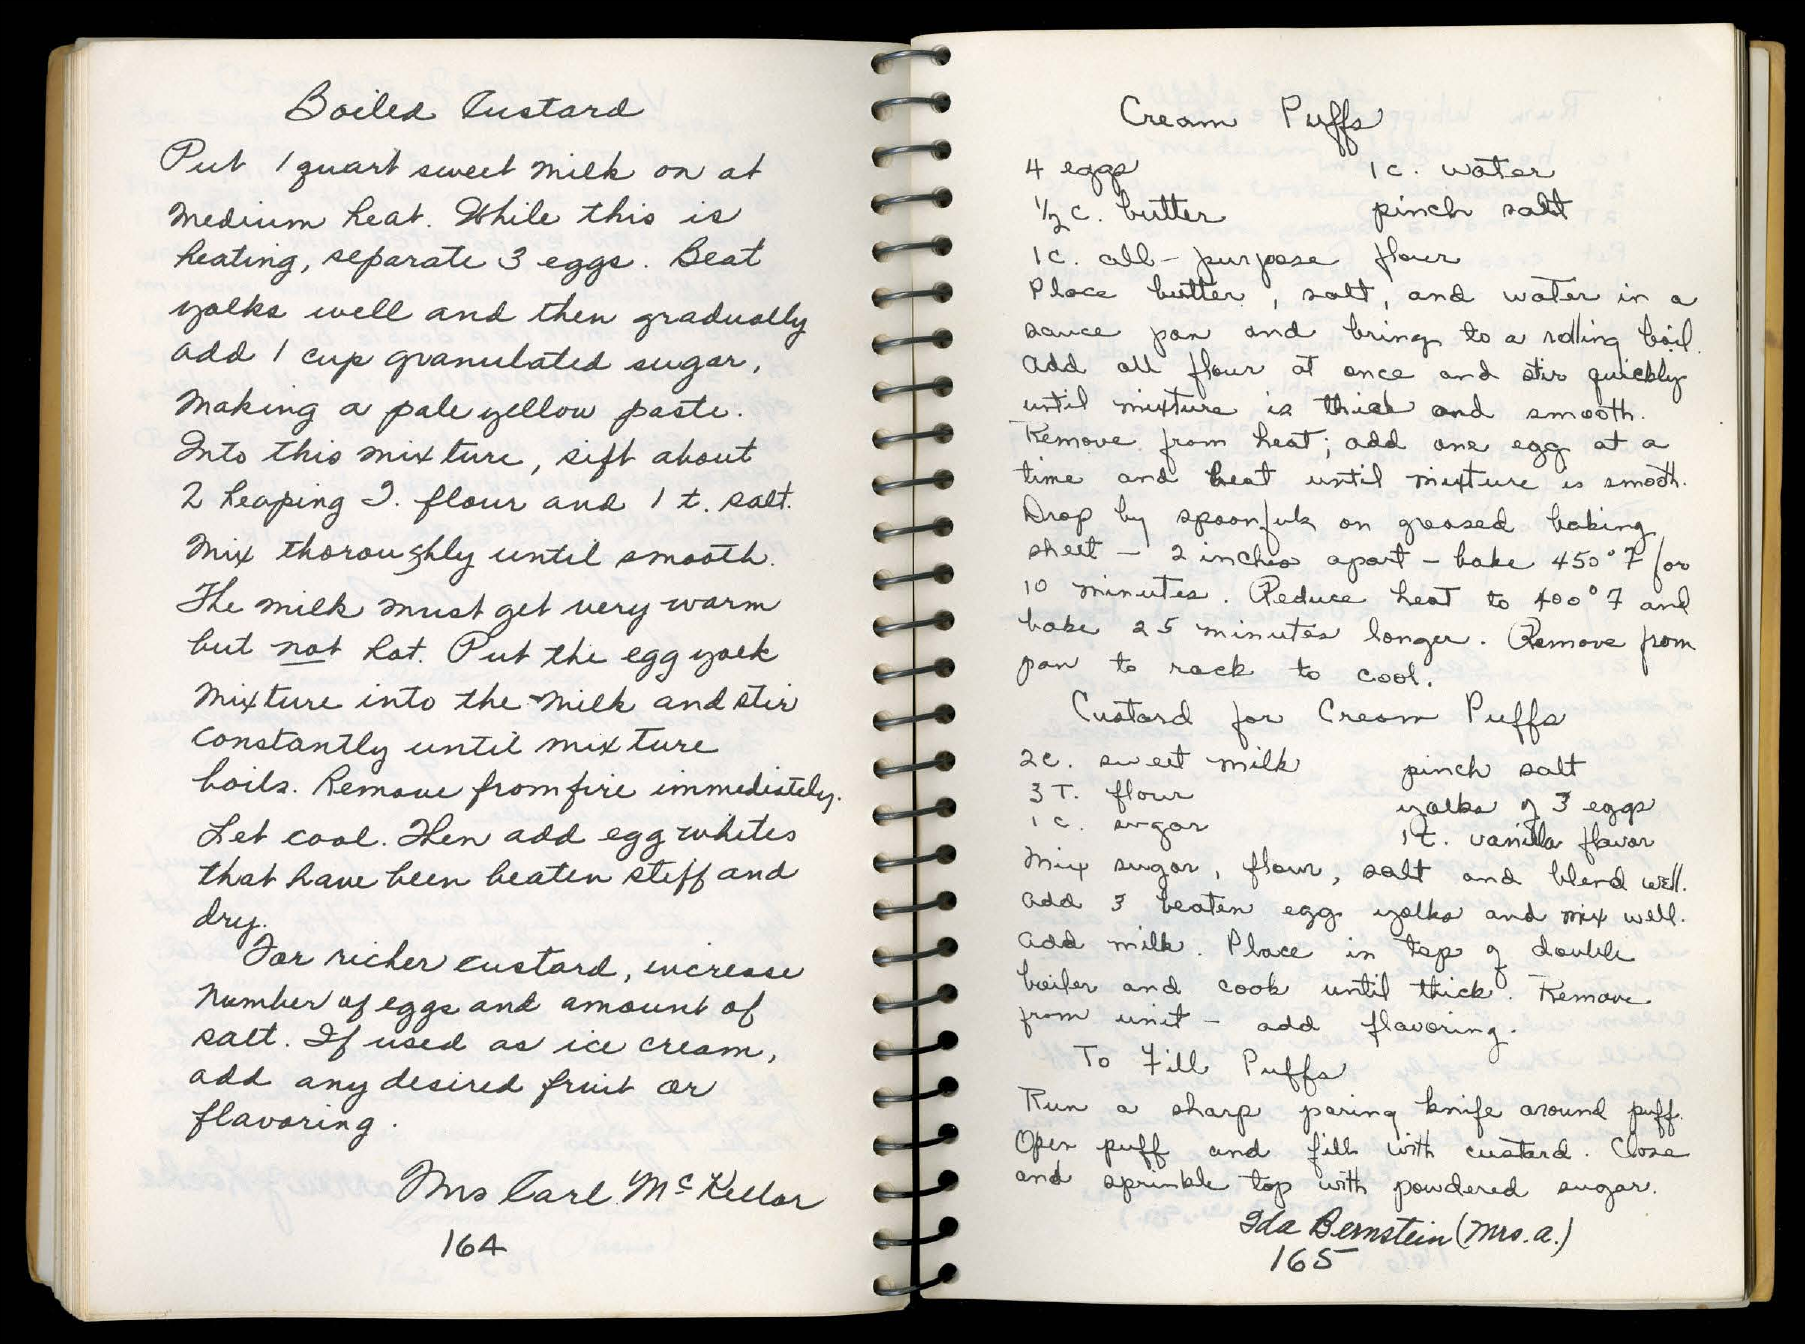 Boiled Custard
Put 1 quart sweet milk on at
medium heat. While this is
heating, separate 3 eggs. Beat
yolks well and then gradually
add 1 cup granulated sugar,
making a pale yellow paste.
Into this mixture, sift about
2 heaping T. flour and 1 t. salt.
Mix thoroughly until smooth.
The milk must get very warm
but not hot. Put the egg yolk
mixture into the milk and stir
constantly until mixture
boils. Remove from fire immediately.
Let cool. Then add egg whites
that have been beaten stiff and
dry.
For richer custard, increase
number of eggs and amount of
salt. If used as ice cream,
add any desired fruit or
flavoring.
Mrs Carl McKellar
164
Cream Puffs
4 eggs 1 c. water
1/2 c. butter pinch salt
1 c. all-purpose flour
Place butter, salt, and water in a
sauce pan and bring to a rolling boil.
Add all flour at once and stir quickly
until mixture is thick and smooth.
Remove from heat; add one egg at a
time and beat until mixture is smooth.
Drop by spoonfuls on greased baking
sheet - 2 inches apart - bake 450°F for
10 minutes. Reduce heat to 400°F and
bake 25 minutes longer. Remove from
pan to rack to cool.
Custard for Cream Puffs
2 c. sweet milk pinch salt
3 T. flour yolks of 3 eggs
1 c. sugar 1 t. vanilla flavor
Mix sugar, flour, salt and blend well.
Add 3 beaten egg yolks and mix well.
Add milk. Place in top of double
boiler and cook until thick. Remove
from unit - add flavoring.
To Fill Puffs
Run a sharp paring knife around puff.
Open puff and fill with custard. Close
and sprinkle top with powdered sugar.
Ida Bernstein (Mrs. A.)
165